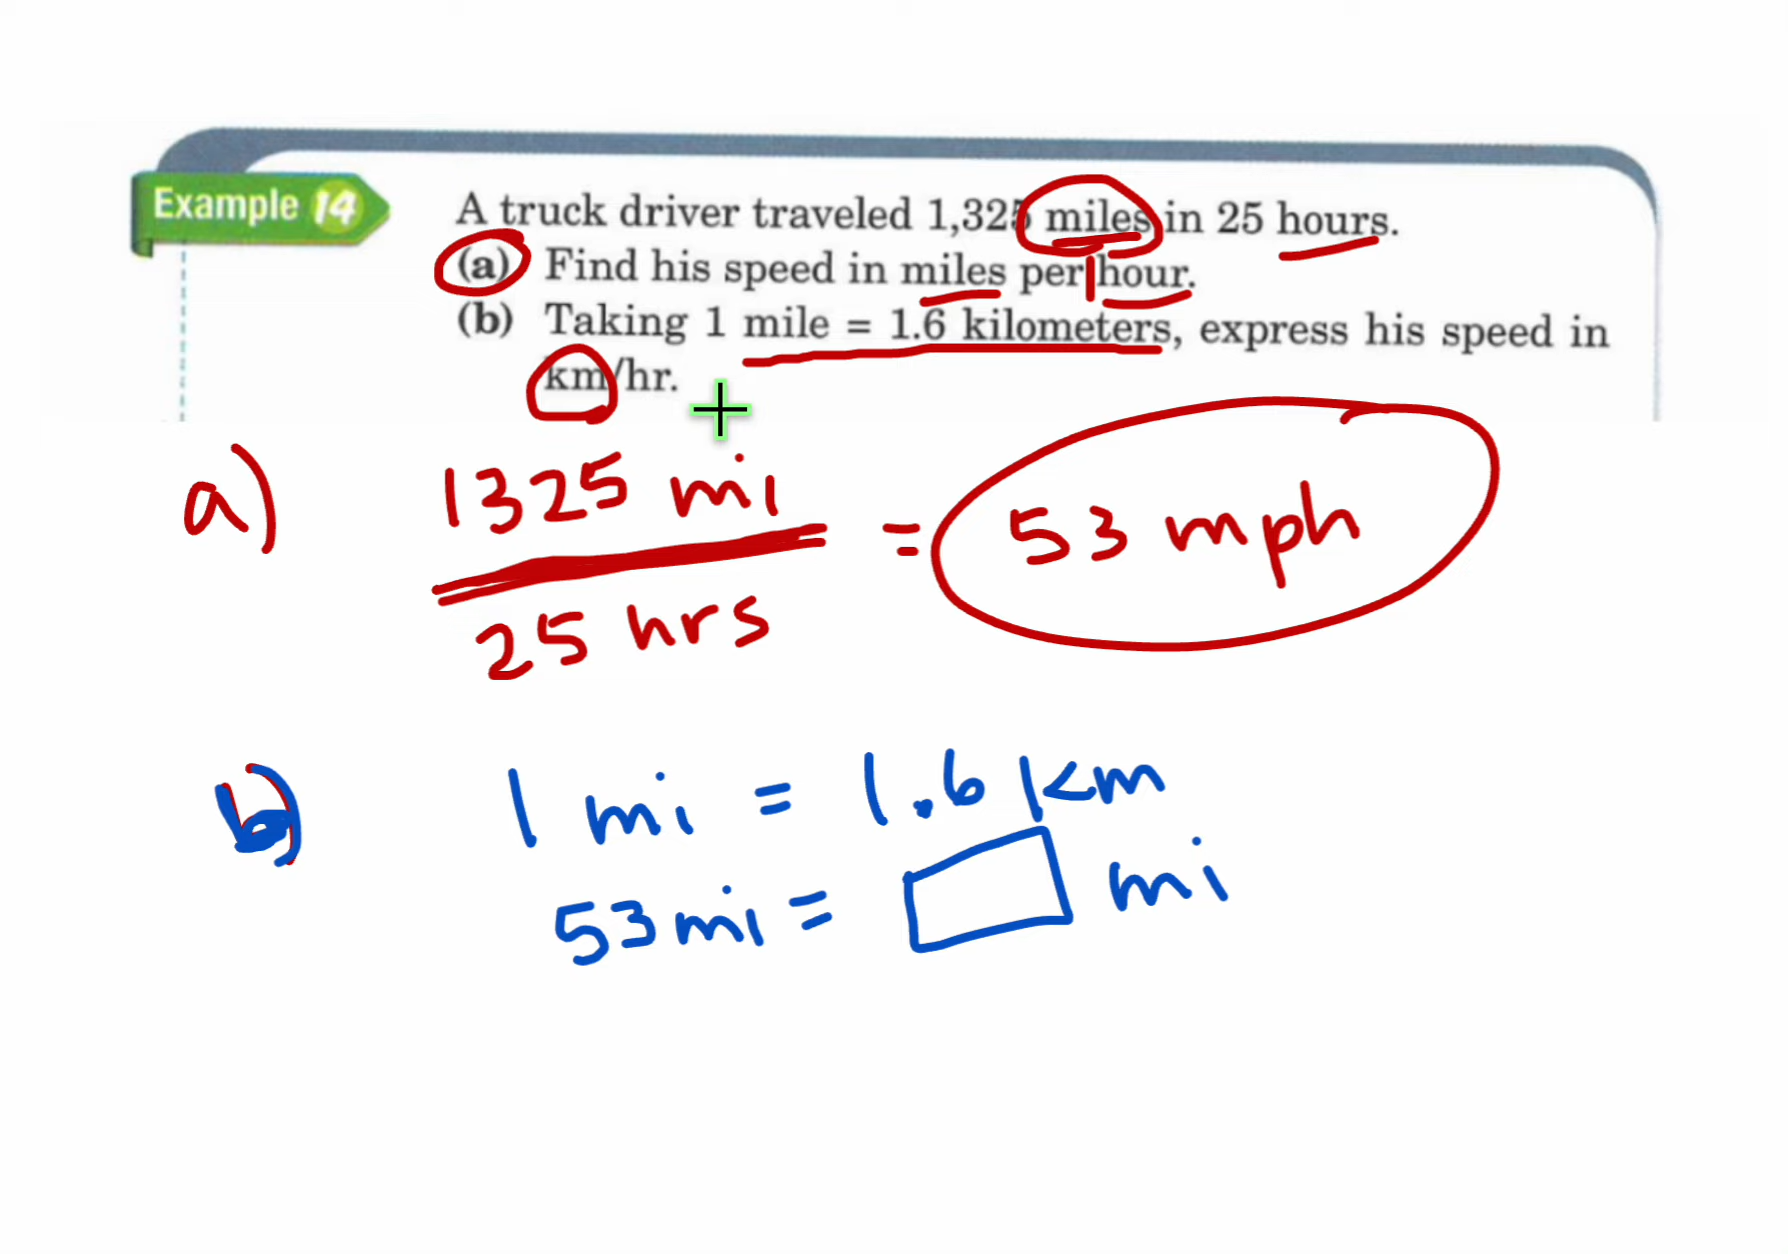 Example 14
A truck driver traveled 1,325 miles in 25 hours.
(a) Find his speed in miles per hour.
(b) Taking 1 mile = 1.6 kilometers, express his speed in
km/hr.
a) 1325 mi
25 hrs
= 53 mph
b) 1 mi = 1.6 km
53 mi = □ mi